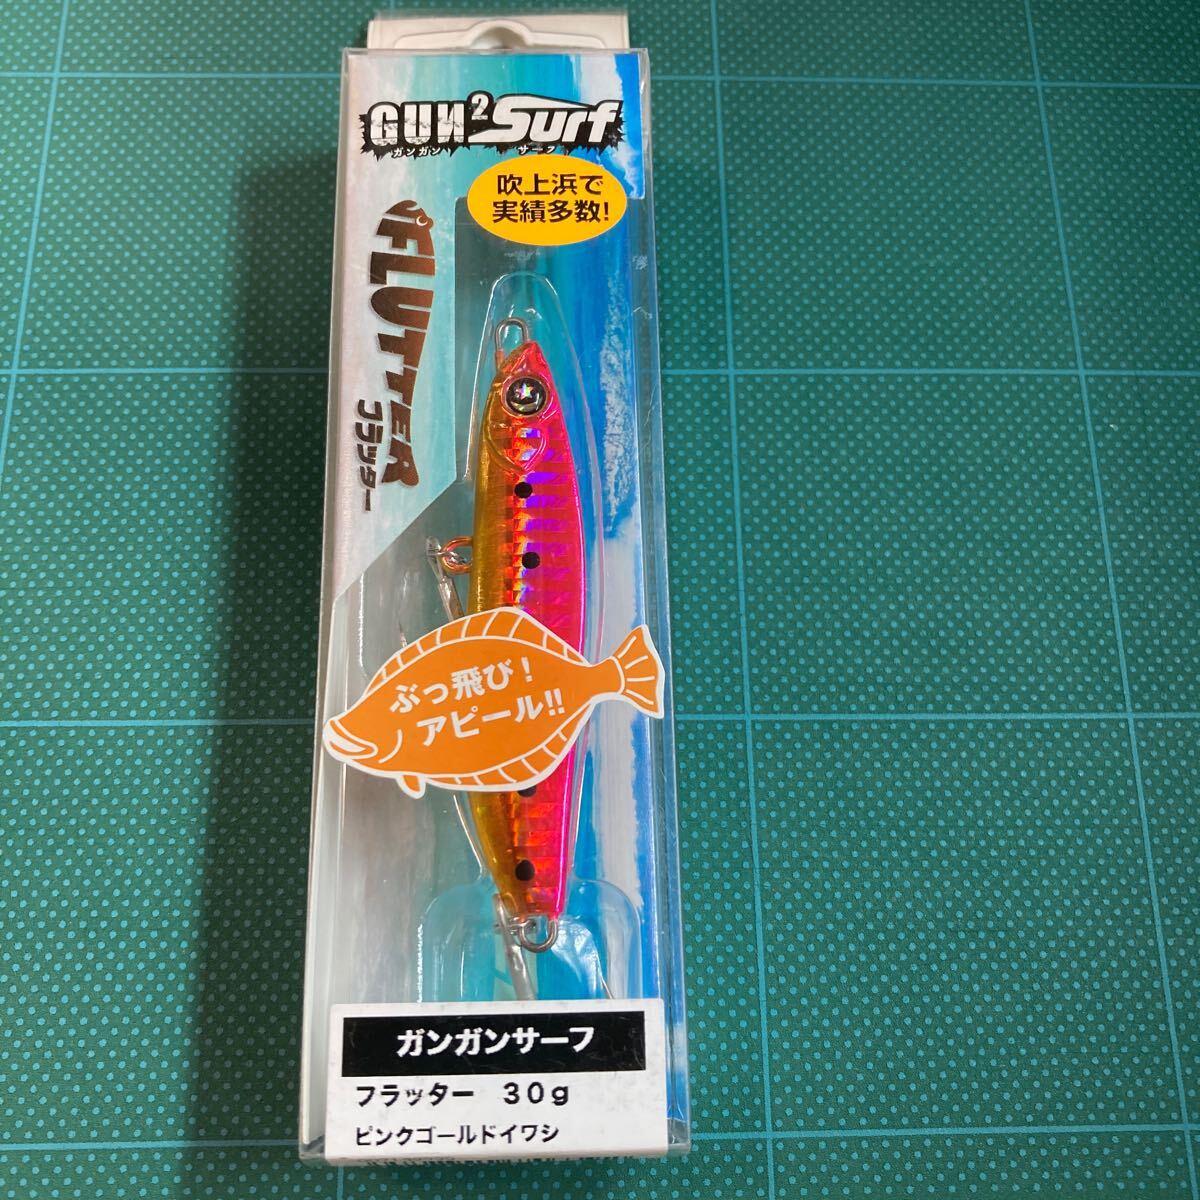 GUN²Surf
ガンガン サーフ
吹上浜で
実績多数!
FLUTTER
フラッター
ぶっ飛び!
アピール!!
ガンガンサーフ
フラッター 30g
ピンクゴールドイワシ